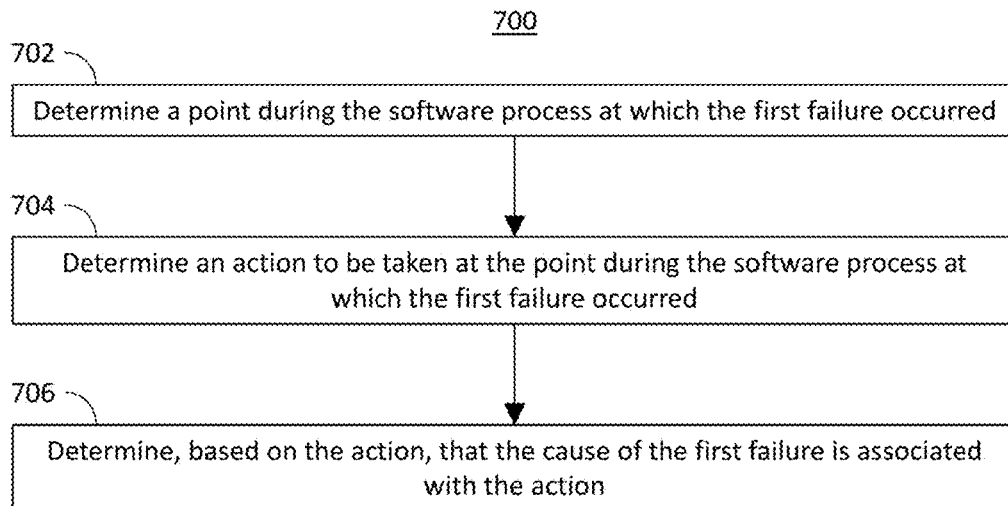 700
702
Determine a point during the software process at which the first failure occurred
704
Determine an action to be taken at the point during the software process at
which the first failure occurred
706
Determine, based on the action, that the cause of the first failure is associated
with the action